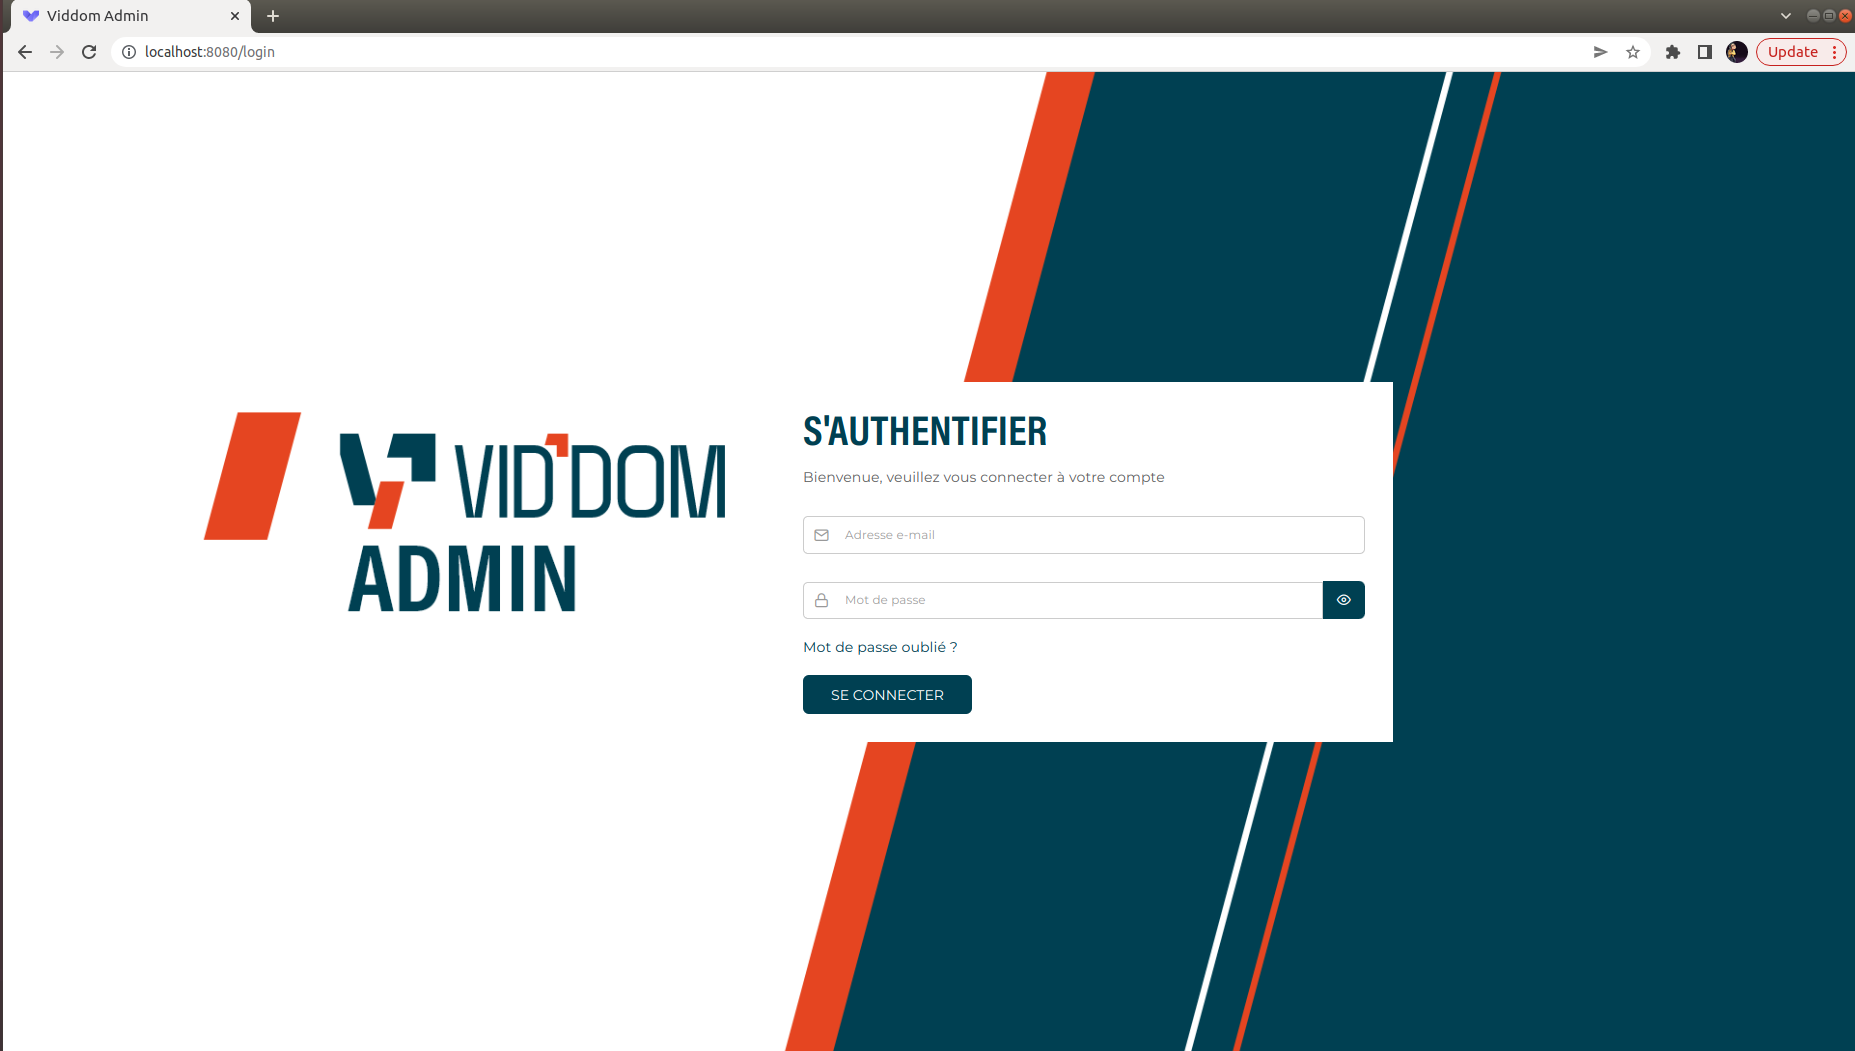 Viddom Admin
localhost:8080/login
Update
VID'DOM
ADMIN
S'AUTHENTIFIER
Bienvenue, veuillez vous connecter à votre compte
Adresse e-mail
Mot de passe
Mot de passe oublié ?
SE CONNECTER